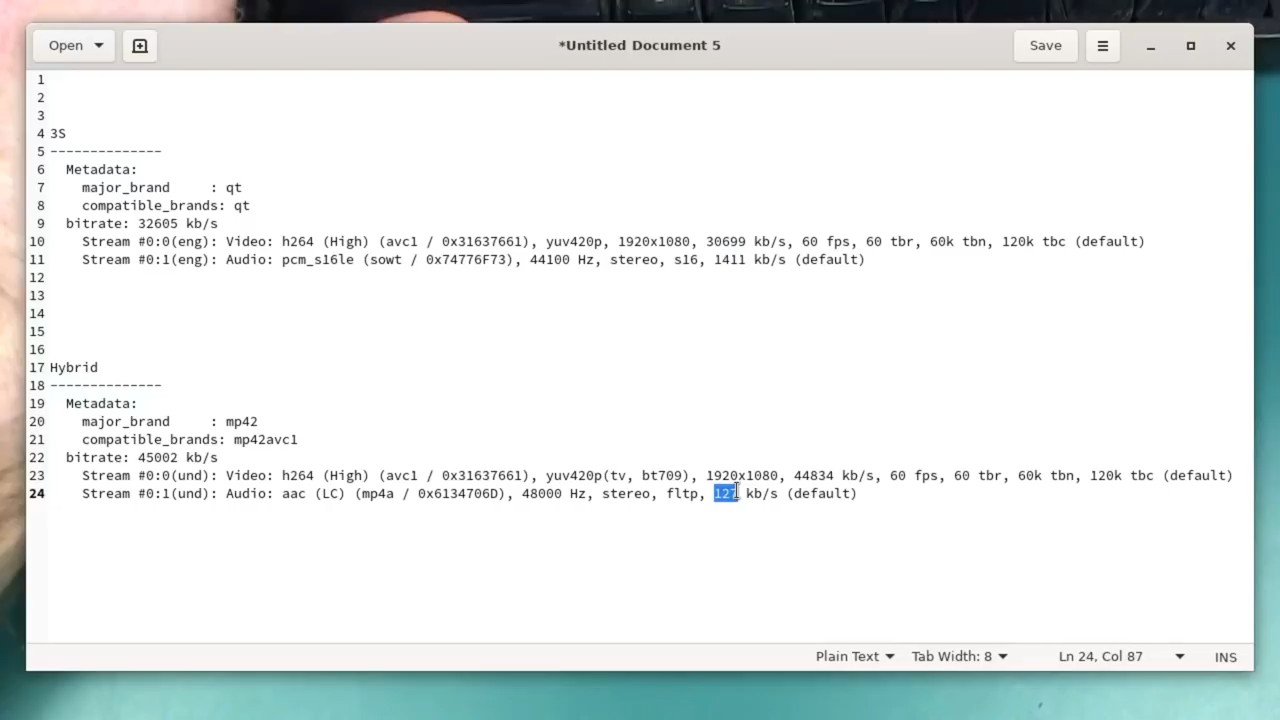 Open
*Untitled Document 5
Save
1
2
3
4 3S
5 --------------
6 Metadata:
7 major_brand : qt
8 compatible_brands: qt
9 bitrate: 32605 kb/s
10 Stream #0:0(eng): Video: h264 (High) (avc1 / 0x31637661), yuv420p, 1920x1080, 30699 kb/s, 60 fps, 60 tbr, 60k tbn, 120k tbc (default)
11 Stream #0:1(eng): Audio: pcm_s16le (sowt / 0x74776F73), 44100 Hz, stereo, s16, 1411 kb/s (default)
12
13
14
15
16
17 Hybrid
18 --------------
19 Metadata:
20 major_brand : mp42
21 compatible_brands: mp42avc1
22 bitrate: 45002 kb/s
23 Stream #0:0(und): Video: h264 (High) (avc1 / 0x31637661), yuv420p(tv, bt709), 1920x1080, 44834 kb/s, 60 fps, 60 tbr, 60k tbn, 120k tbc (default)
24 Stream #0:1(und): Audio: aac (LC) (mp4a / 0x6134706D), 48000 Hz, stereo, fltp, 127 kb/s (default)
Plain Text Tab Width: 8 Ln 24, Col 87 INS